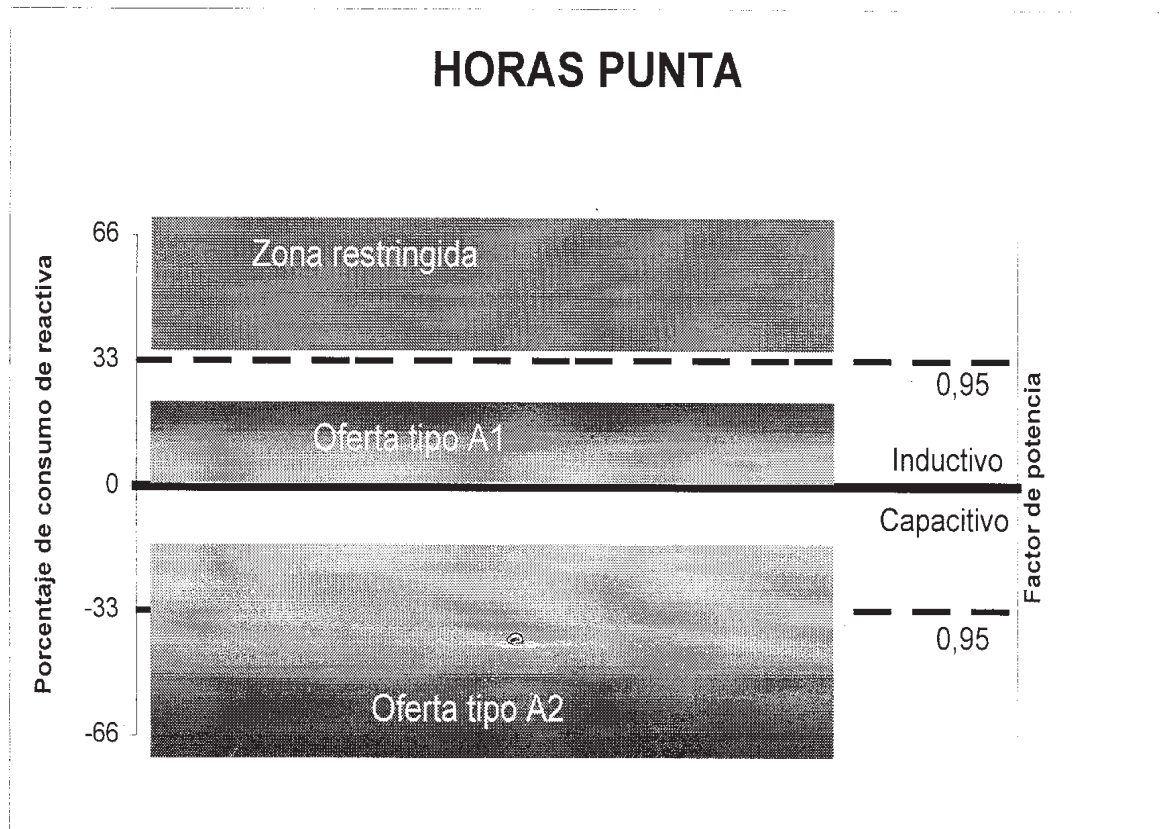 HORAS PUNTA
Porcentaje de consumo de reactiva
66
33
0
-33
-66
Zona restringida
Oferta tipo A1
Oferta tipo A2
0,95
Inductivo
Capacitivo
0,95
Factor de potencia